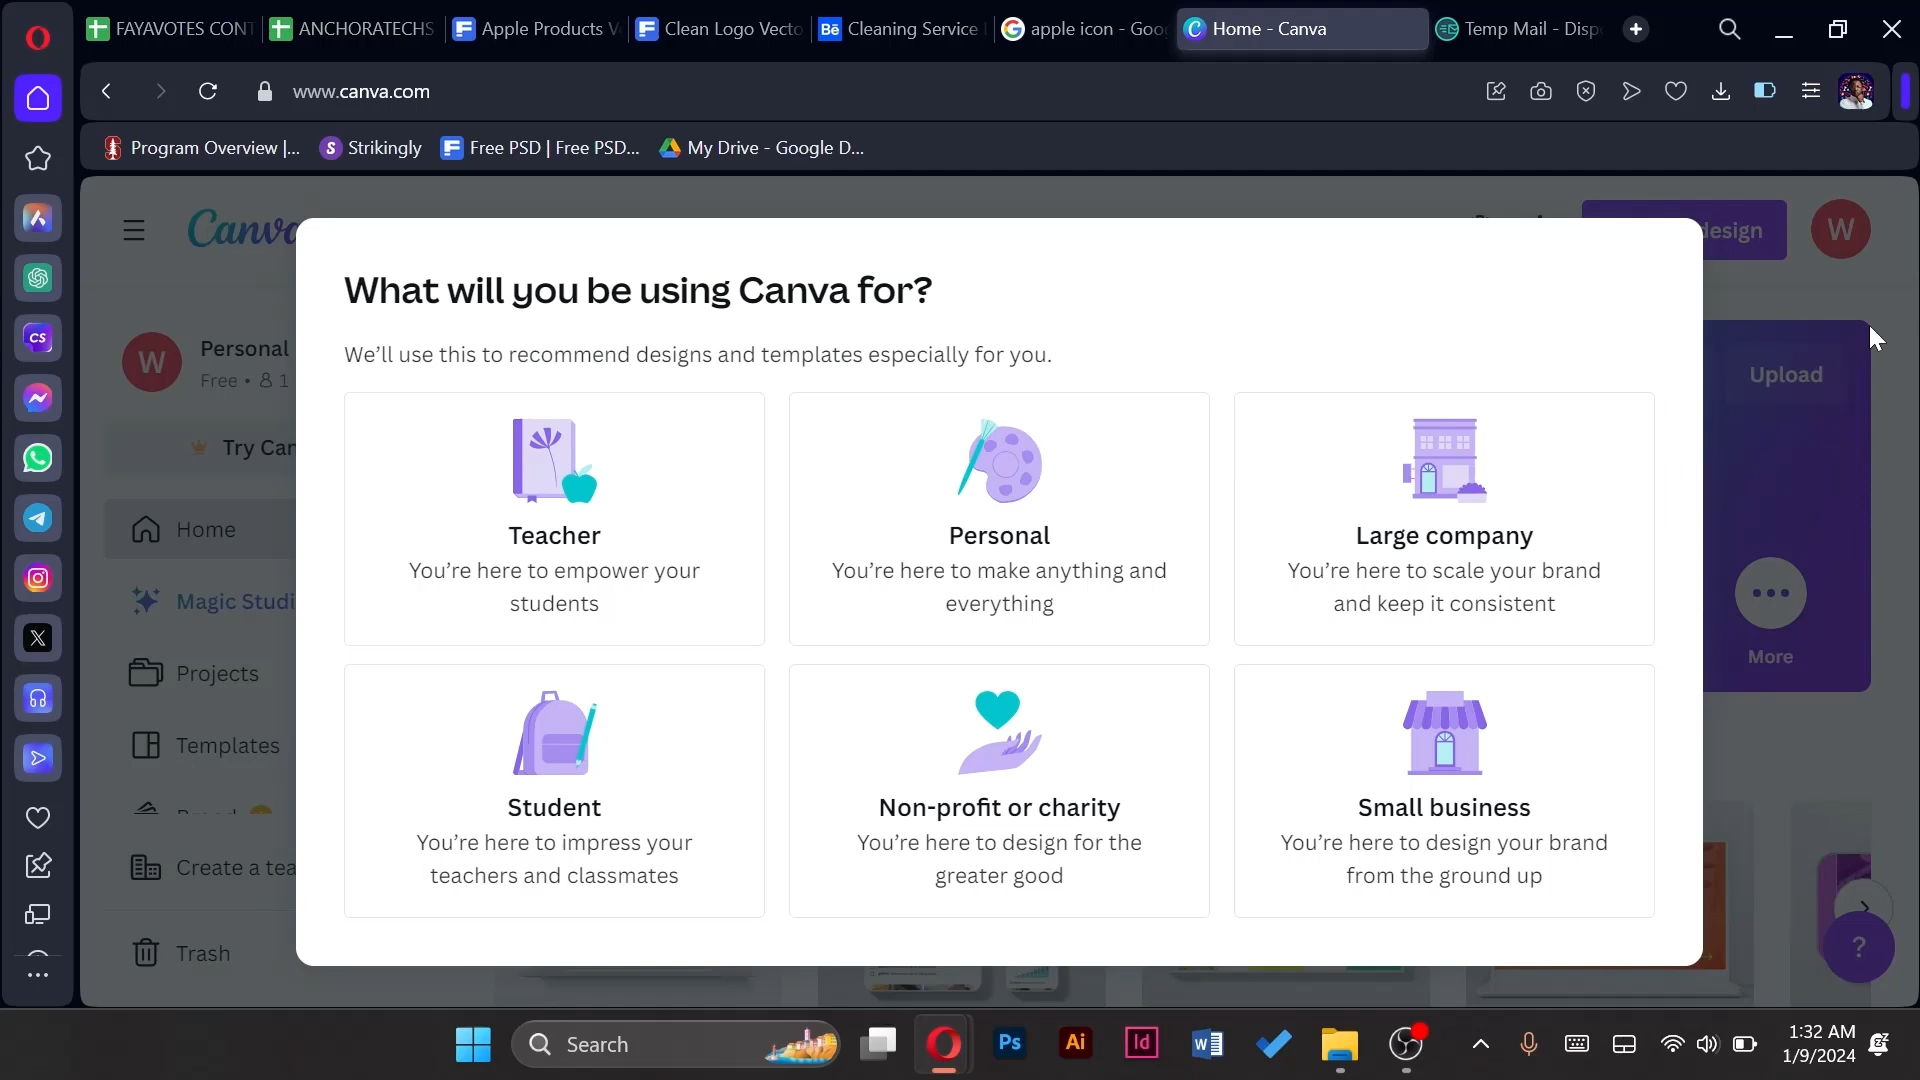 FAYAVOTES CONT
ANCHORATECHS
Apple Products V
Clean Logo Vecto
Bē Cleaning Service
apple icon - Goo
Home - Canva
Temp Mail - Disp
www.canva.com
Program Overview |...
Strikingly
Free PSD | Free PSD...
My Drive - Google D...
Canva
design
W
What will you be using Canva for?
We’ll use this to recommend designs and templates especially for you.
W
Personal
Free • 1
Upload
Try Can
Teacher
You’re here to empower your
students
Personal
You’re here to make anything and
everything
Large company
You’re here to scale your brand
and keep it consistent
Home
Magic Studi
Projects
More
Templates
Student
You’re here to impress your
teachers and classmates
Non-profit or charity
You’re here to design for the
greater good
Small business
You’re here to design your brand
from the ground up
Create a tea
Trash
?
CS
Search
Ps
Ai
Id
W
1:32 AM
1/9/2024